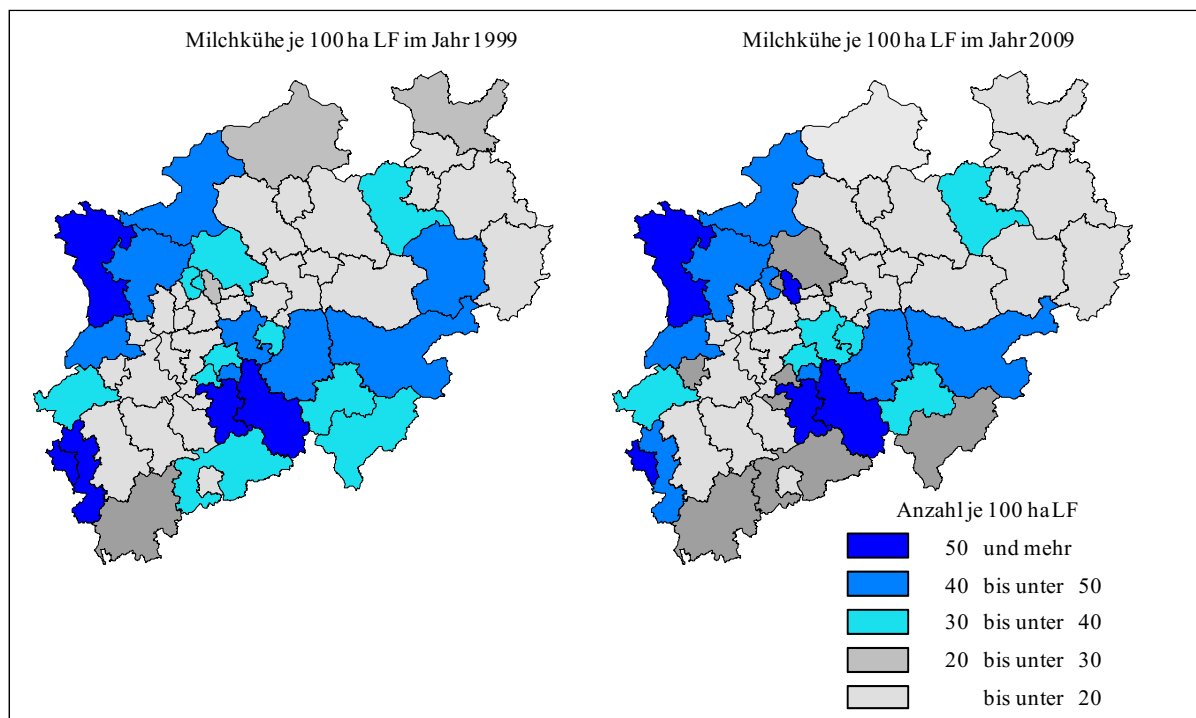 Milchkühe je 100 ha LF im Jahr 1999
Milchkühe je 100 ha LF im Jahr 2009
Anzahl je 100 ha LF
50 und mehr
40 bis unter 50
30 bis unter 40
20 bis unter 30
bis unter 20